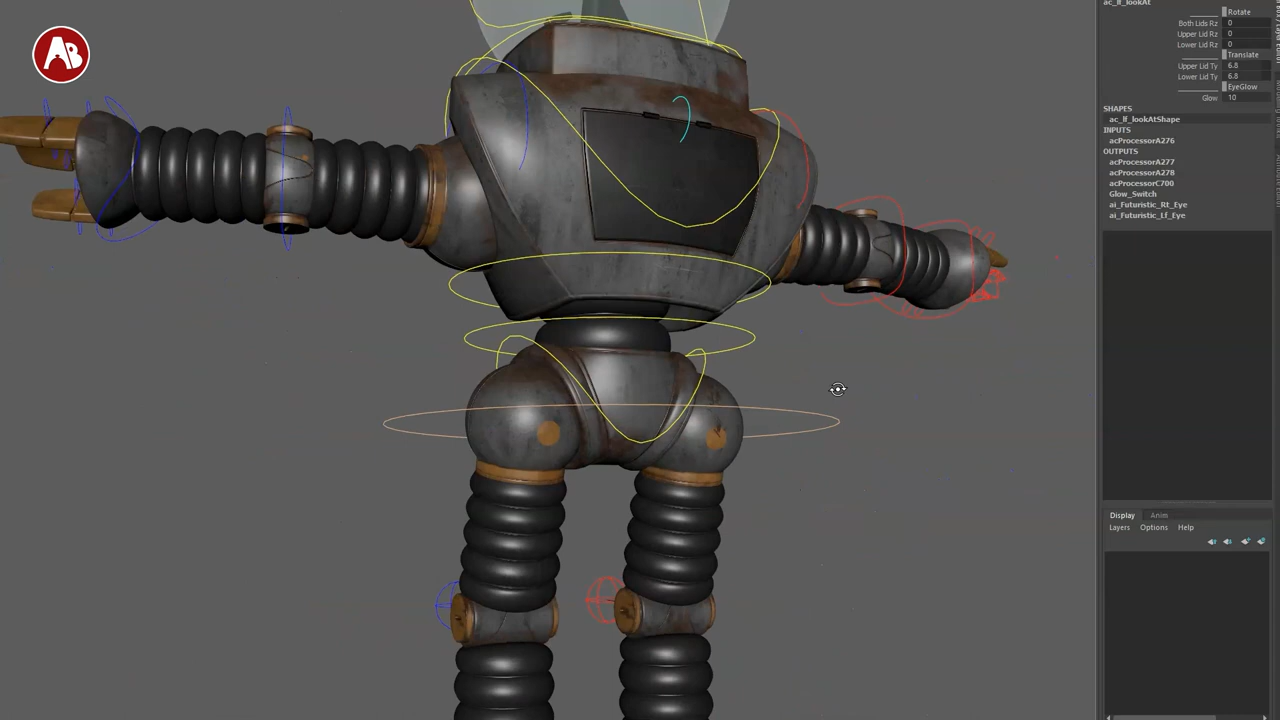 AB
ac_lf_lookAt
Rotate
Both Lids Rz 0
Upper Lid Rz 0
Lower Lid Rz 0
Translate
Upper Lid Ty 6.8
Lower Lid Ty 6.8
EyeGlow
Glow 10
SHAPES
ac_lf_lookAtShape
INPUTS
acProcessorA276
OUTPUTS
acProcessorA277
acProcessorA278
acProcessorC700
Glow_Switch
ai_Futuristic_Rt_Eye
ai_Futuristic_Lf_Eye
Display Anim
Layers Options Help